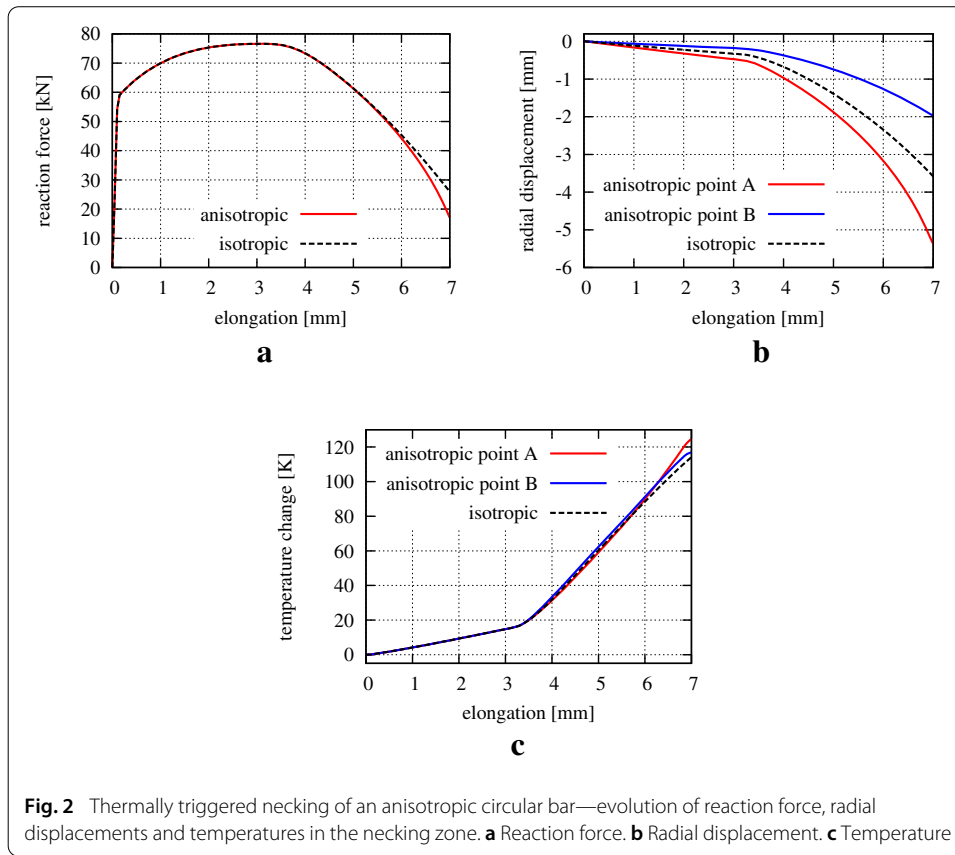 80
70
60
50
40
30
20
10
0
reaction force [kN]
anisotropic
isotropic
0 1 2 3 4 5 6 7
elongation [mm]
a
0
-1
-2
-3
-4
-5
-6
radial displacement [mm]
anisotropic point A
anisotropic point B
isotropic
0 1 2 3 4 5 6 7
elongation [mm]
b
120
100
80
60
40
20
0
temperature change [K]
anisotropic point A
anisotropic point B
isotropic
0 1 2 3 4 5 6 7
elongation [mm]
c
Fig. 2 Thermally triggered necking of an anisotropic circular bar—evolution of reaction force, radial
displacements and temperatures in the necking zone. a Reaction force. b Radial displacement. c Temperature